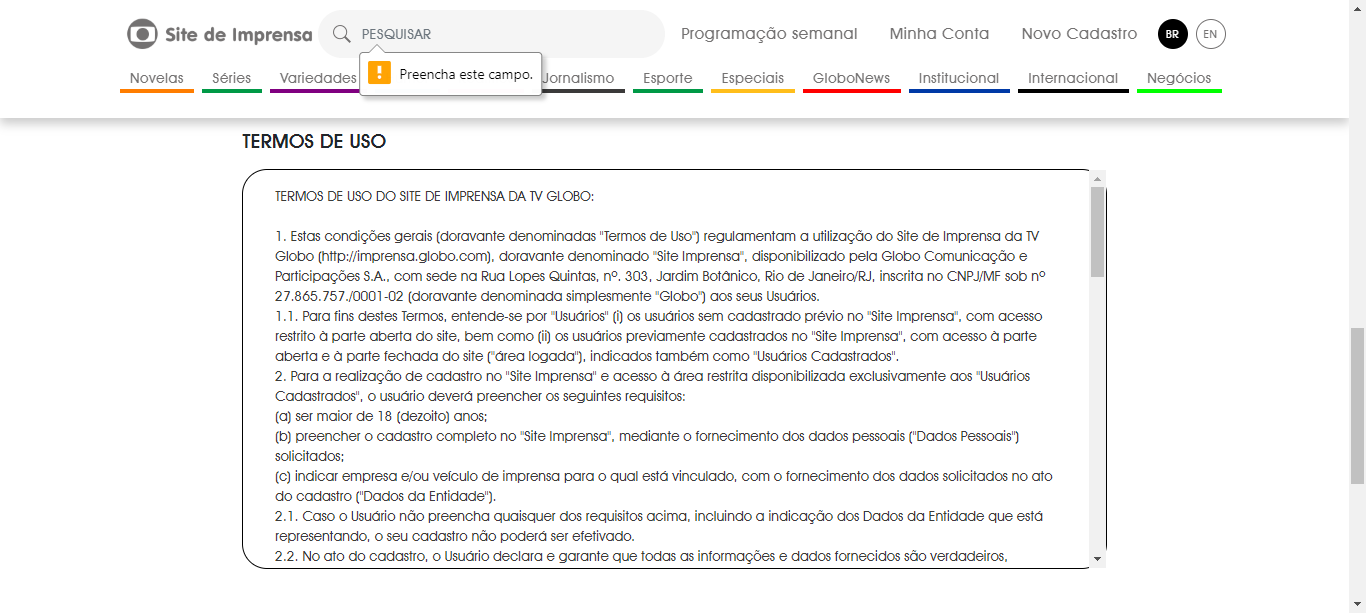 Site de Imprensa
PESQUISAR
Programação semanal
Minha Conta
Novo Cadastro
BR
EN
Preencha este campo.
Novelas
Séries
Variedades
Jornalismo
Esporte
Especiais
GloboNews
Institucional
Internacional
Negócios
TERMOS DE USO
TERMOS DE USO DO SITE DE IMPRENSA DA TV GLOBO:
1. Estas condições gerais (doravante denominadas "Termos de Uso") regulamentam a utilização do Site de Imprensa da TV
Globo (http://imprensa.globo.com), doravante denominado "Site Imprensa", disponibilizado pela Globo Comunicação e
Participações S.A., com sede na Rua Lopes Quintas, nº. 303, Jardim Botânico, Rio de Janeiro/RJ, inscrita no CNPJ/MF sob nº
27.865.757./0001-02 (doravante denominada simplesmente "Globo") aos seus Usuários.
1.1. Para fins destes Termos, entende-se por "Usuários" (i) os usuários sem cadastrado prévio no "Site Imprensa", com acesso
restrito à parte aberta do site, bem como (ii) os usuários previamente cadastrados no "Site Imprensa", com acesso à parte
aberta e à parte fechada do site ("área logada"), indicados também como "Usuários Cadastrados".
2. Para a realização de cadastro no "Site Imprensa" e acesso à área restrita disponibilizada exclusivamente aos "Usuários
Cadastrados", o usuário deverá preencher os seguintes requisitos:
(a) ser maior de 18 (dezoito) anos;
(b) preencher o cadastro completo no "Site Imprensa", mediante o fornecimento dos dados pessoais ("Dados Pessoais")
solicitados;
(c) indicar empresa e/ou veículo de imprensa para o qual está vinculado, com o fornecimento dos dados solicitados no ato
do cadastro ("Dados da Entidade").
2.1. Caso o Usuário não preencha quaisquer dos requisitos acima, incluindo a indicação dos Dados da Entidade que está
representando, o seu cadastro não poderá ser efetivado.
2.2. No ato do cadastro, o Usuário declara e garante que todas as informações e dados fornecidos são verdadeiros,